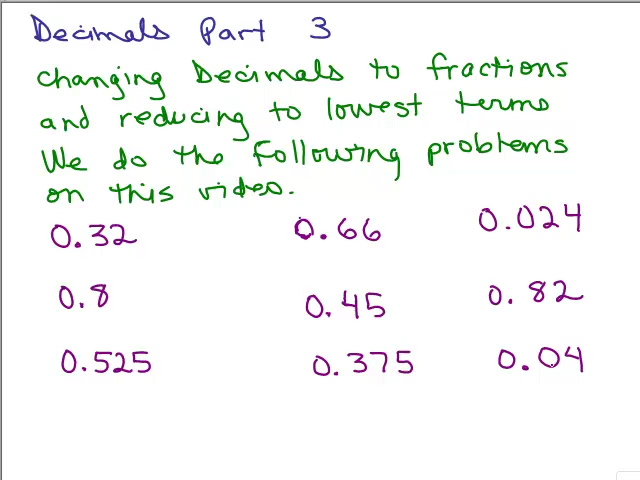 Decimals Part 3
changing Decimals to fractions
and reducing to lowest terms
We do the following problems
on this video.
0.32 0.66 0.024
0.8 0.45 0.82
0.525 0.375 0.04